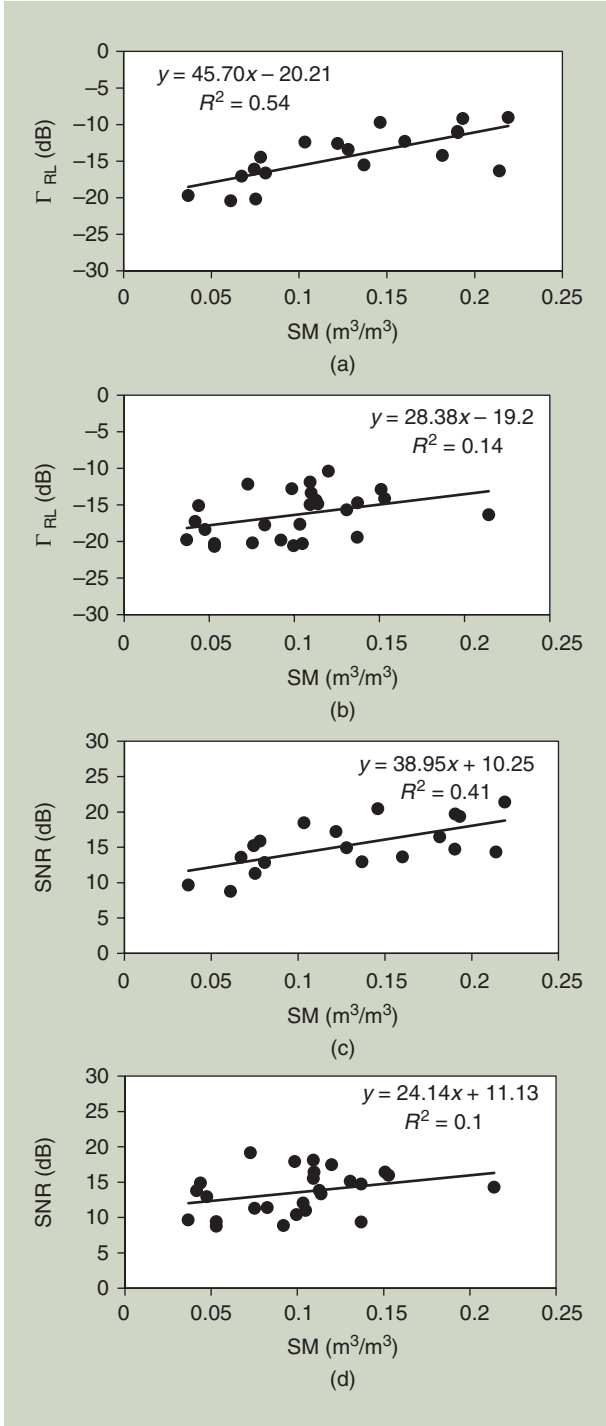 0
−5
−10
−15
−20
−25
−30
Γ RL (dB)
y = 45.70x – 20.21
R² = 0.54
0 0.05 0.1 0.15 0.2 0.25
SM (m³/m³)
(a)
0
−5
−10
−15
−20
−25
−30
Γ RL (dB)
y = 28.38x – 19.2
R² = 0.14
0 0.05 0.1 0.15 0.2 0.25
SM (m³/m³)
(b)
30
25
20
15
10
5
0
SNR (dB)
y = 38.95x + 10.25
R² = 0.41
0 0.05 0.1 0.15 0.2 0.25
SM (m³/m³)
(c)
30
25
20
15
10
5
0
SNR (dB)
y = 24.14x + 11.13
R² = 0.1
0 0.05 0.1 0.15 0.2 0.25
SM (m³/m³)
(d)